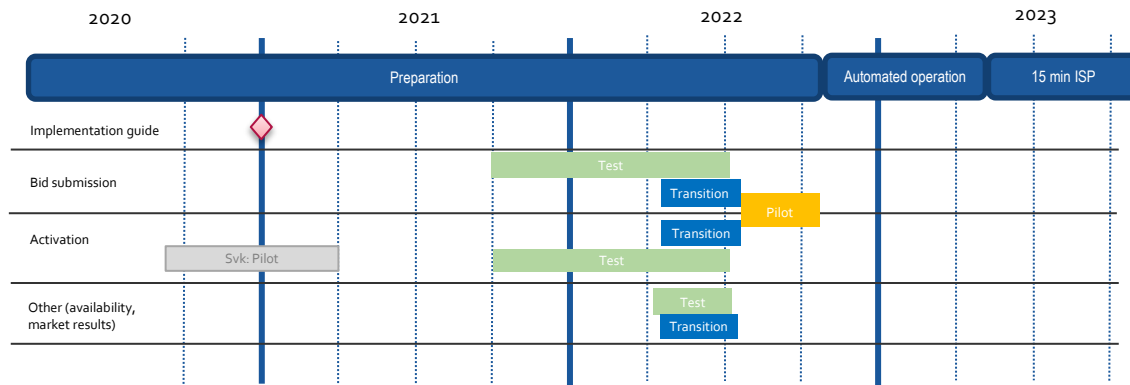 2020
2021
2022
2023
Preparation
Automated operation
15 min ISP
Implementation guide
Test
Bid submission
Transition
Pilot
Activation
Transition
Svk: Pilot
Test
Other (availability,
market results)
Test
Transition